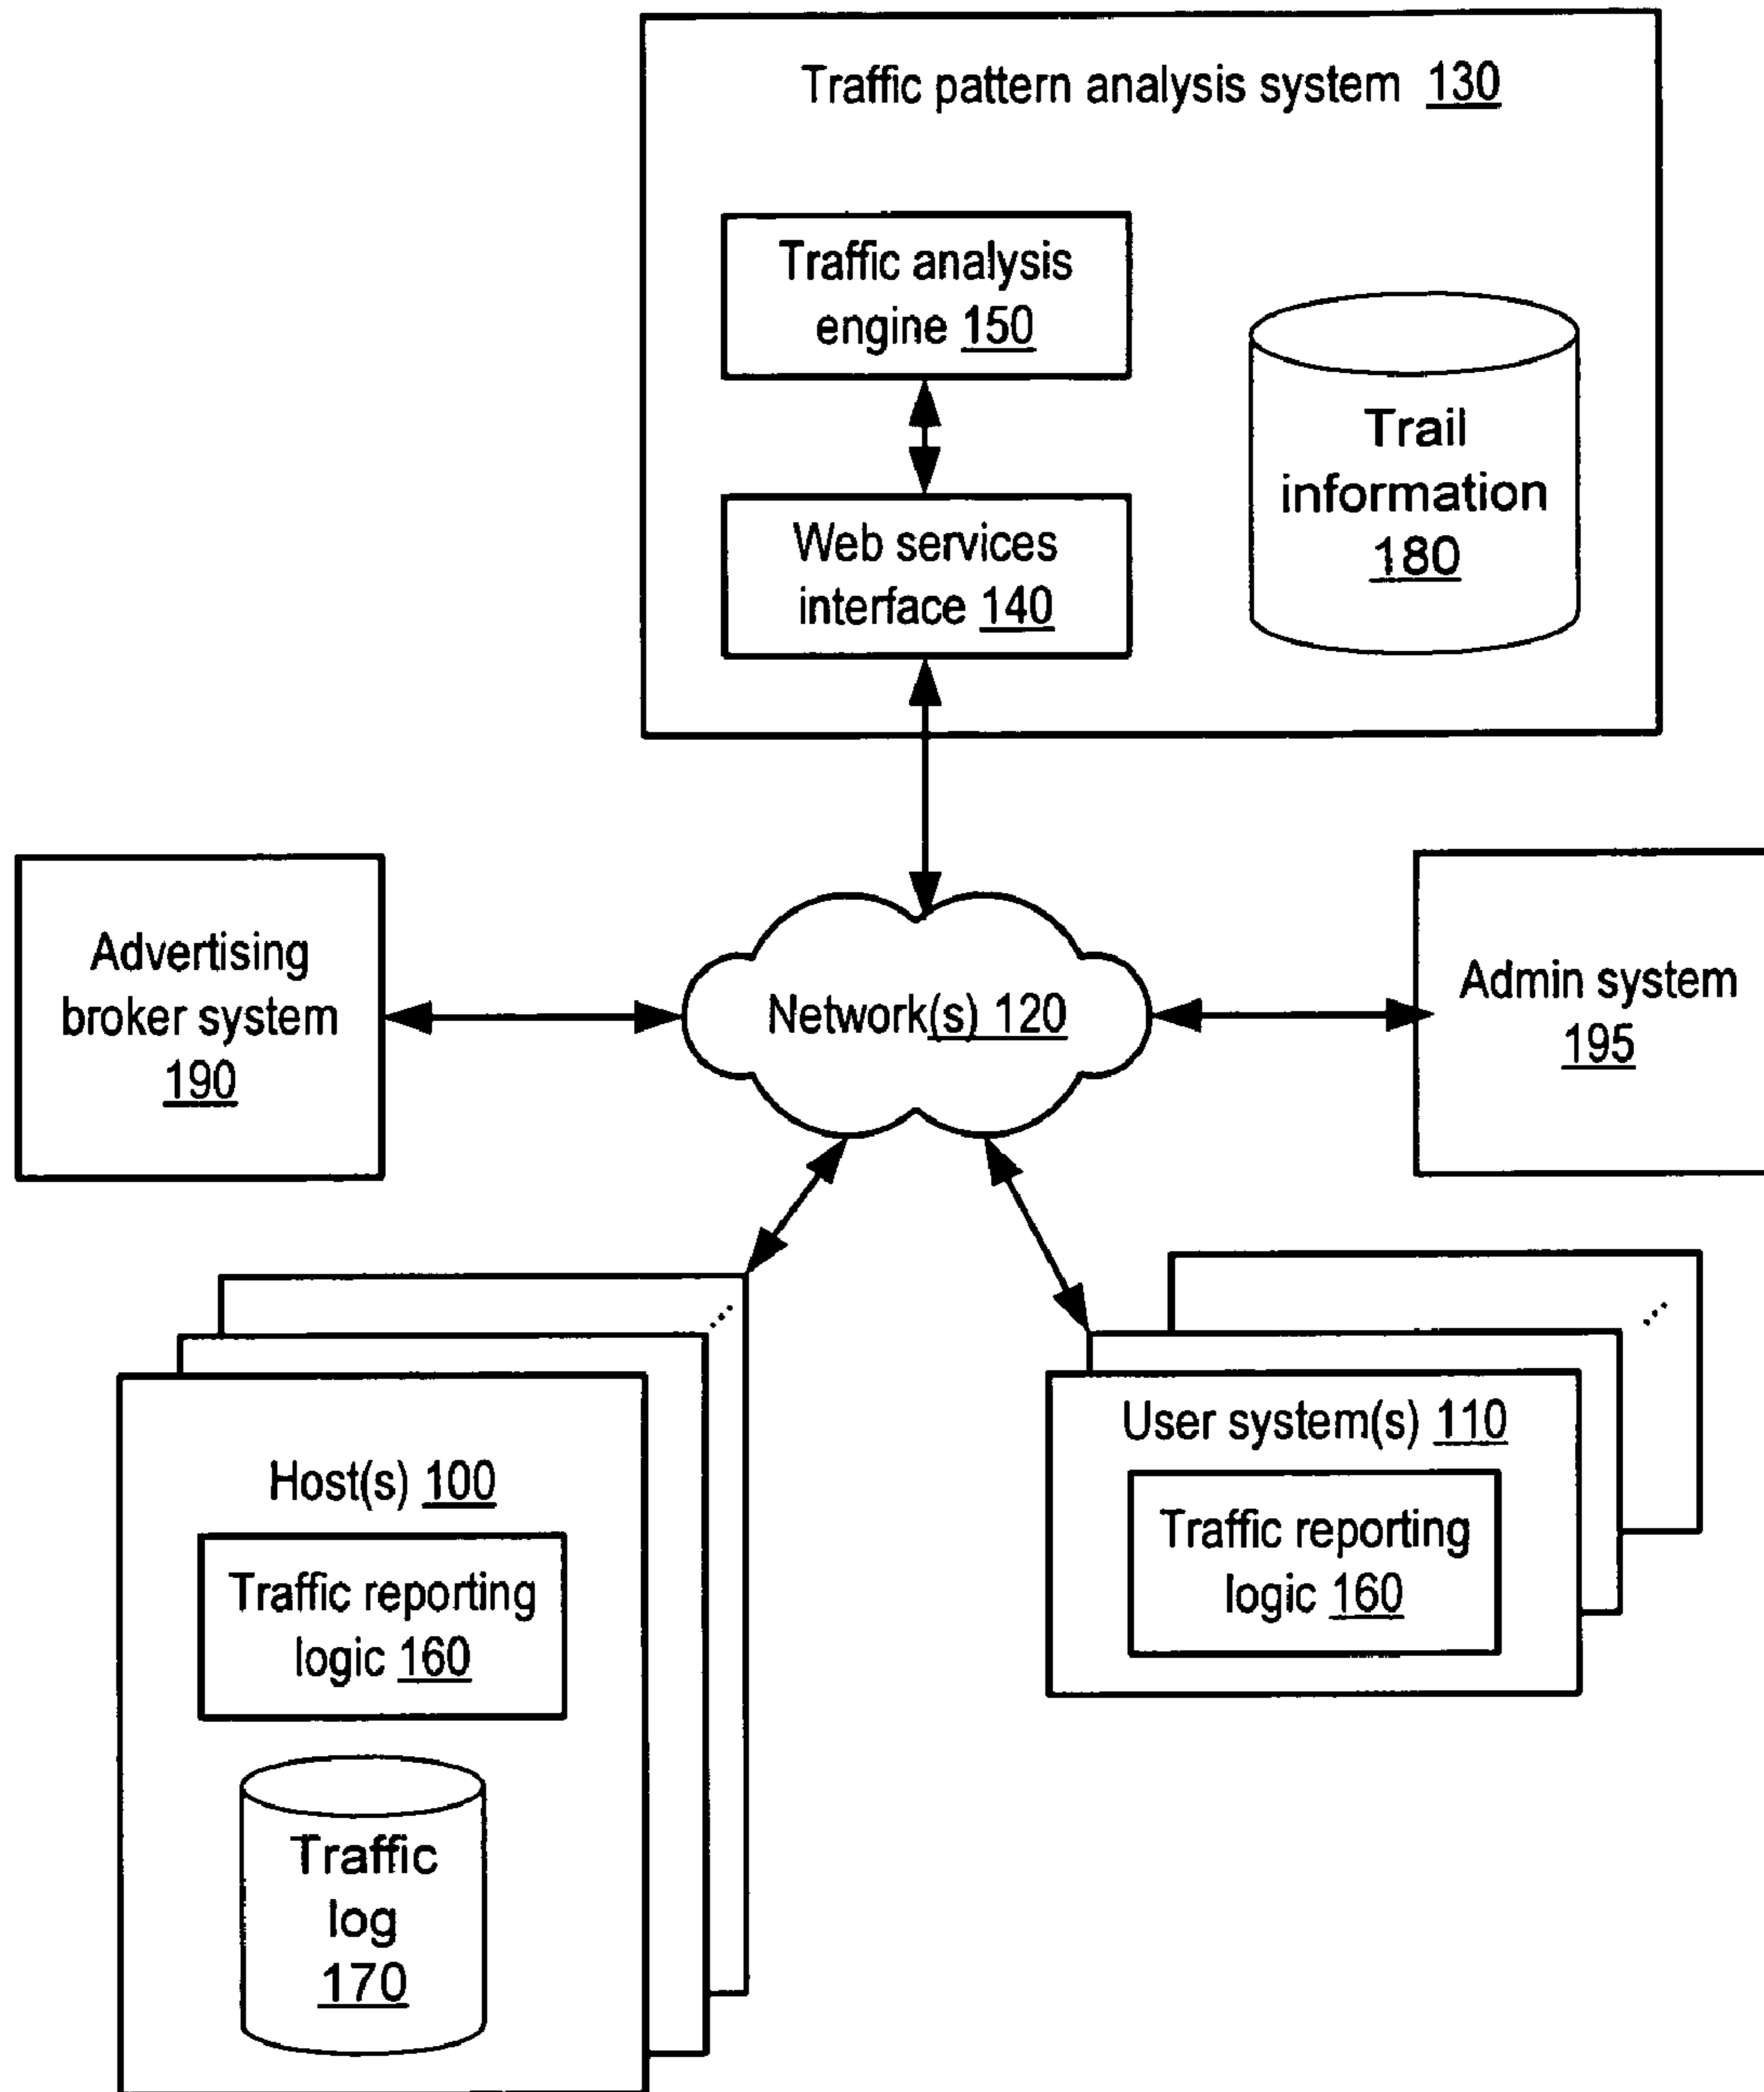 Traffic pattern analysis system 130
Traffic analysis
engine 150
Trail
information
180
Web services
interface 140
Advertising
broker system
190
Network(s) 120
Admin system
195
Host(s) 100
Traffic reporting
logic 160
Traffic
log
170
User system(s) 110
Traffic reporting
logic 160